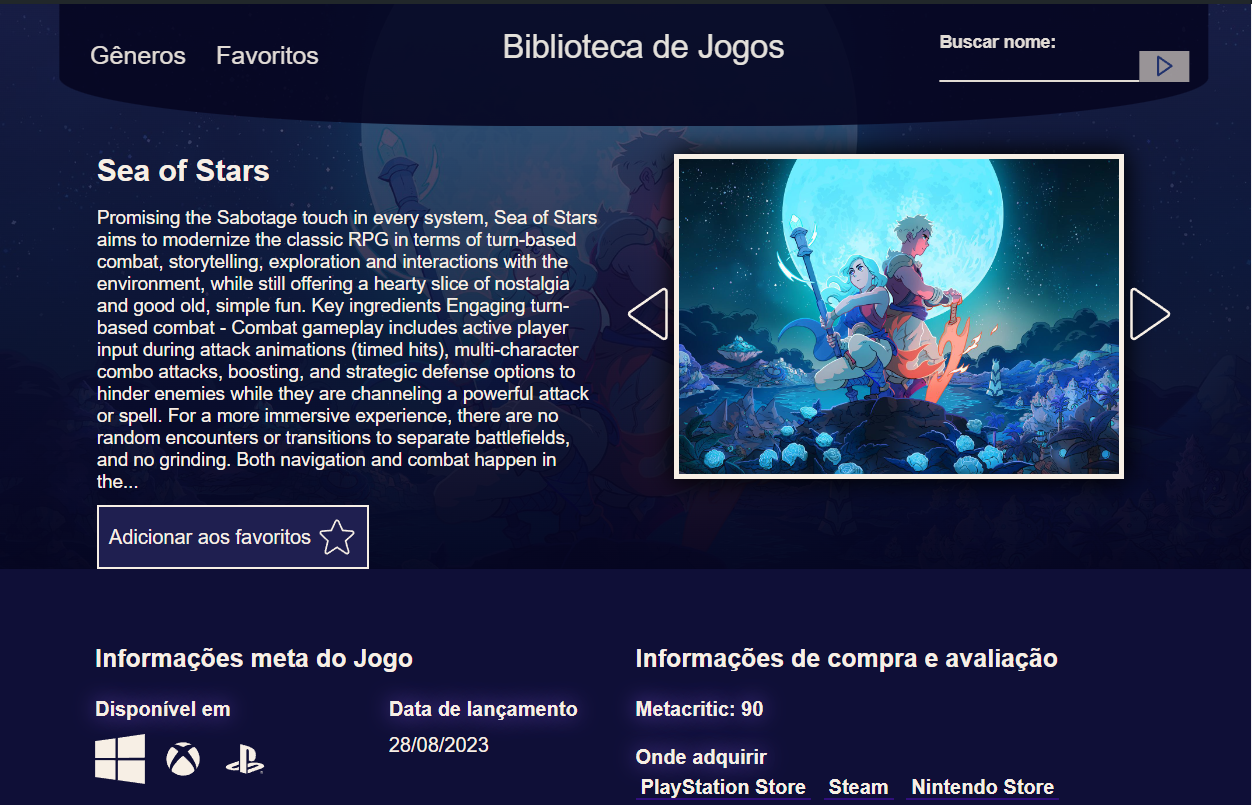 Gêneros Favoritos Biblioteca de Jogos Buscar nome:
Sea of Stars
Promising the Sabotage touch in every system, Sea of Stars
aims to modernize the classic RPG in terms of turn-based
combat, storytelling, exploration and interactions with the
environment, while still offering a hearty slice of nostalgia
and good old, simple fun. Key ingredients Engaging turn-
based combat - Combat gameplay includes active player
input during attack animations (timed hits), multi-character
combo attacks, boosting, and strategic defense options to
hinder enemies while they are channeling a powerful attack
or spell. For a more immersive experience, there are no
random encounters or transitions to separate battlefields,
and no grinding. Both navigation and combat happen in
the...
Adicionar aos favoritos
Informações meta do Jogo
Disponível em
Data de lançamento
28/08/2023
Informações de compra e avaliação
Metacritic: 90
Onde adquirir
PlayStation Store Steam Nintendo Store